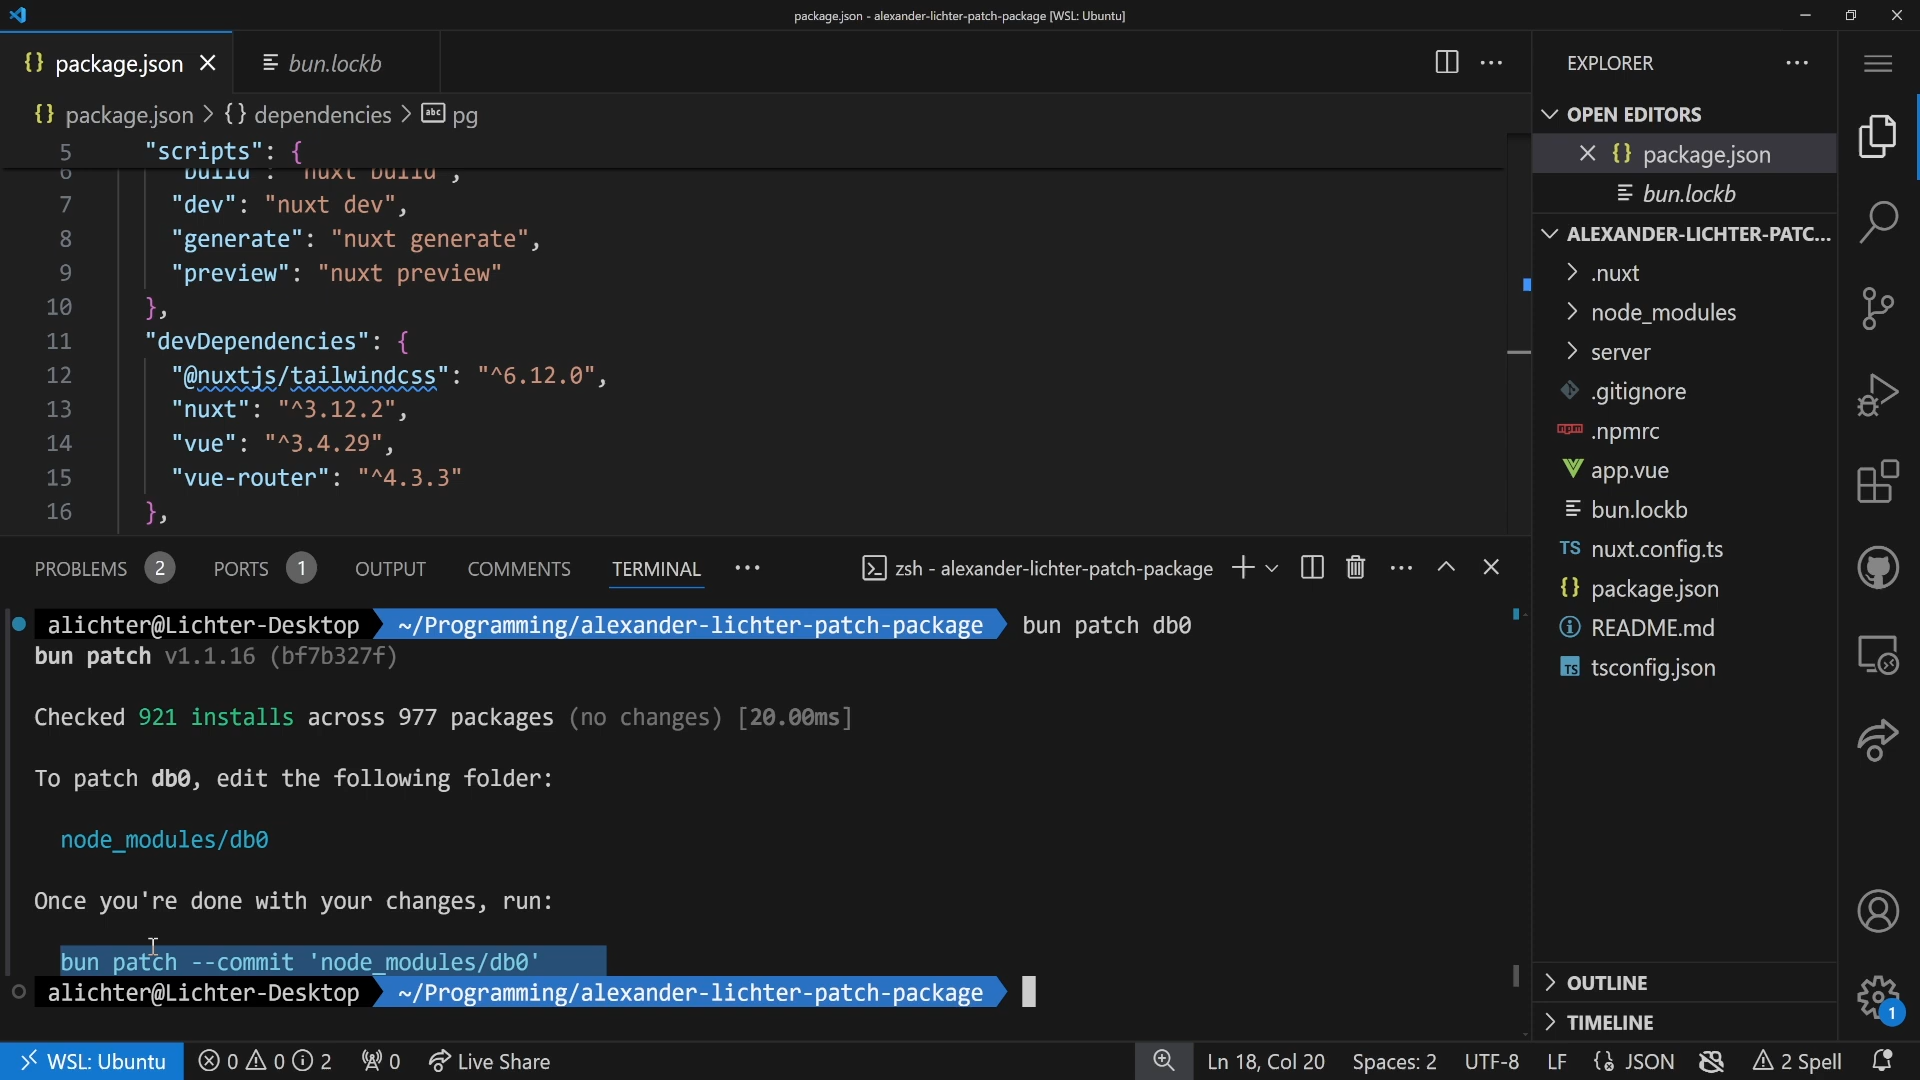 package.json - alexander-lichter-patch-package [WSL: Ubuntu]
{} package.json
bun.lockb
EXPLORER
{} package.json > {} dependencies > abc pg
5 "scripts": {
6 "build": "nuxt build",
7 "dev": "nuxt dev",
8 "generate": "nuxt generate",
9 "preview": "nuxt preview"
10 },
11 "devDependencies": {
12 "@nuxtjs/tailwindcss": "^6.12.0",
13 "nuxt": "^3.12.2",
14 "vue": "^3.4.29",
15 "vue-router": "^4.3.3"
16 },
OPEN EDITORS
{} package.json
bun.lockb
ALEXANDER-LICHTER-PATC...
.nuxt
node_modules
server
.gitignore
npm .npmrc
app.vue
bun.lockb
TS nuxt.config.ts
{} package.json
README.md
TS tsconfig.json
OUTLINE
TIMELINE
1
PROBLEMS 2 PORTS 1 OUTPUT COMMENTS TERMINAL ... zsh - alexander-lichter-patch-package
alichter@Lichter-Desktop ~/Programming/alexander-lichter-patch-package bun patch db0
bun patch v1.1.16 (bf7b327f)
Checked 921 installs across 977 packages (no changes) [20.00ms]
To patch db0, edit the following folder:
node_modules/db0
Once you're done with your changes, run:
bun patch --commit 'node_modules/db0'
alichter@Lichter-Desktop ~/Programming/alexander-lichter-patch-package
WSL: Ubuntu 0 0 2 0 Live Share Ln 18, Col 20 Spaces: 2 UTF-8 LF JSON 2 Spell